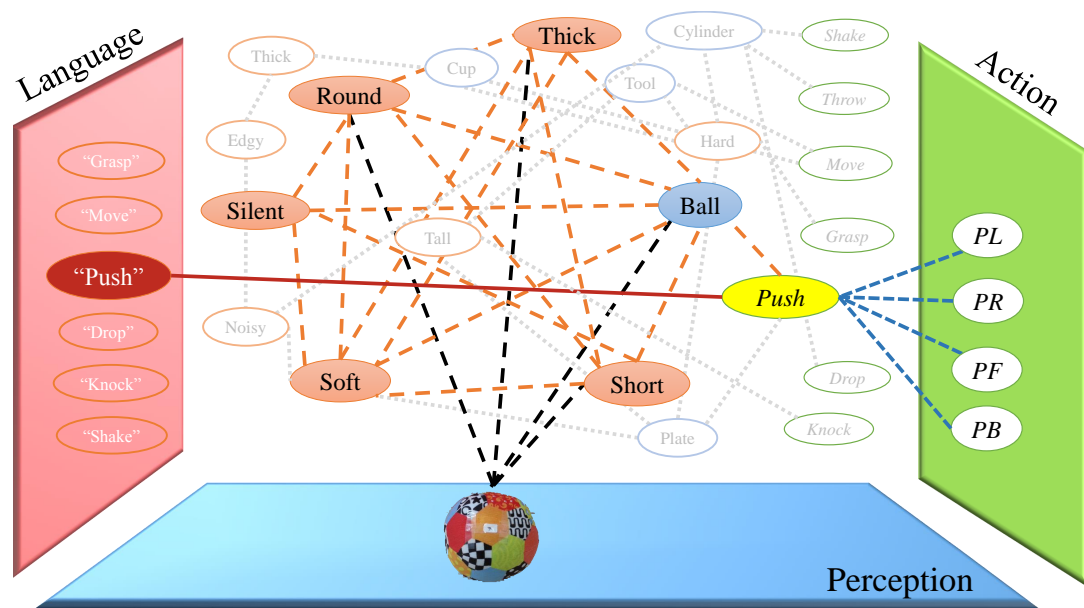 Language
Thick
Thick
Cylinder
Shake
Cup
Tool
Round
Throw
Action
Edgy
Hard
“Grasp”
Move
“Move”
Silent
Ball
Tall
Grasp
PL
“Push”
Push
PR
“Drop”
Noisy
“Knock”
Soft
Short
Drop
PF
“Shake”
Plate
Knock
PB
Perception